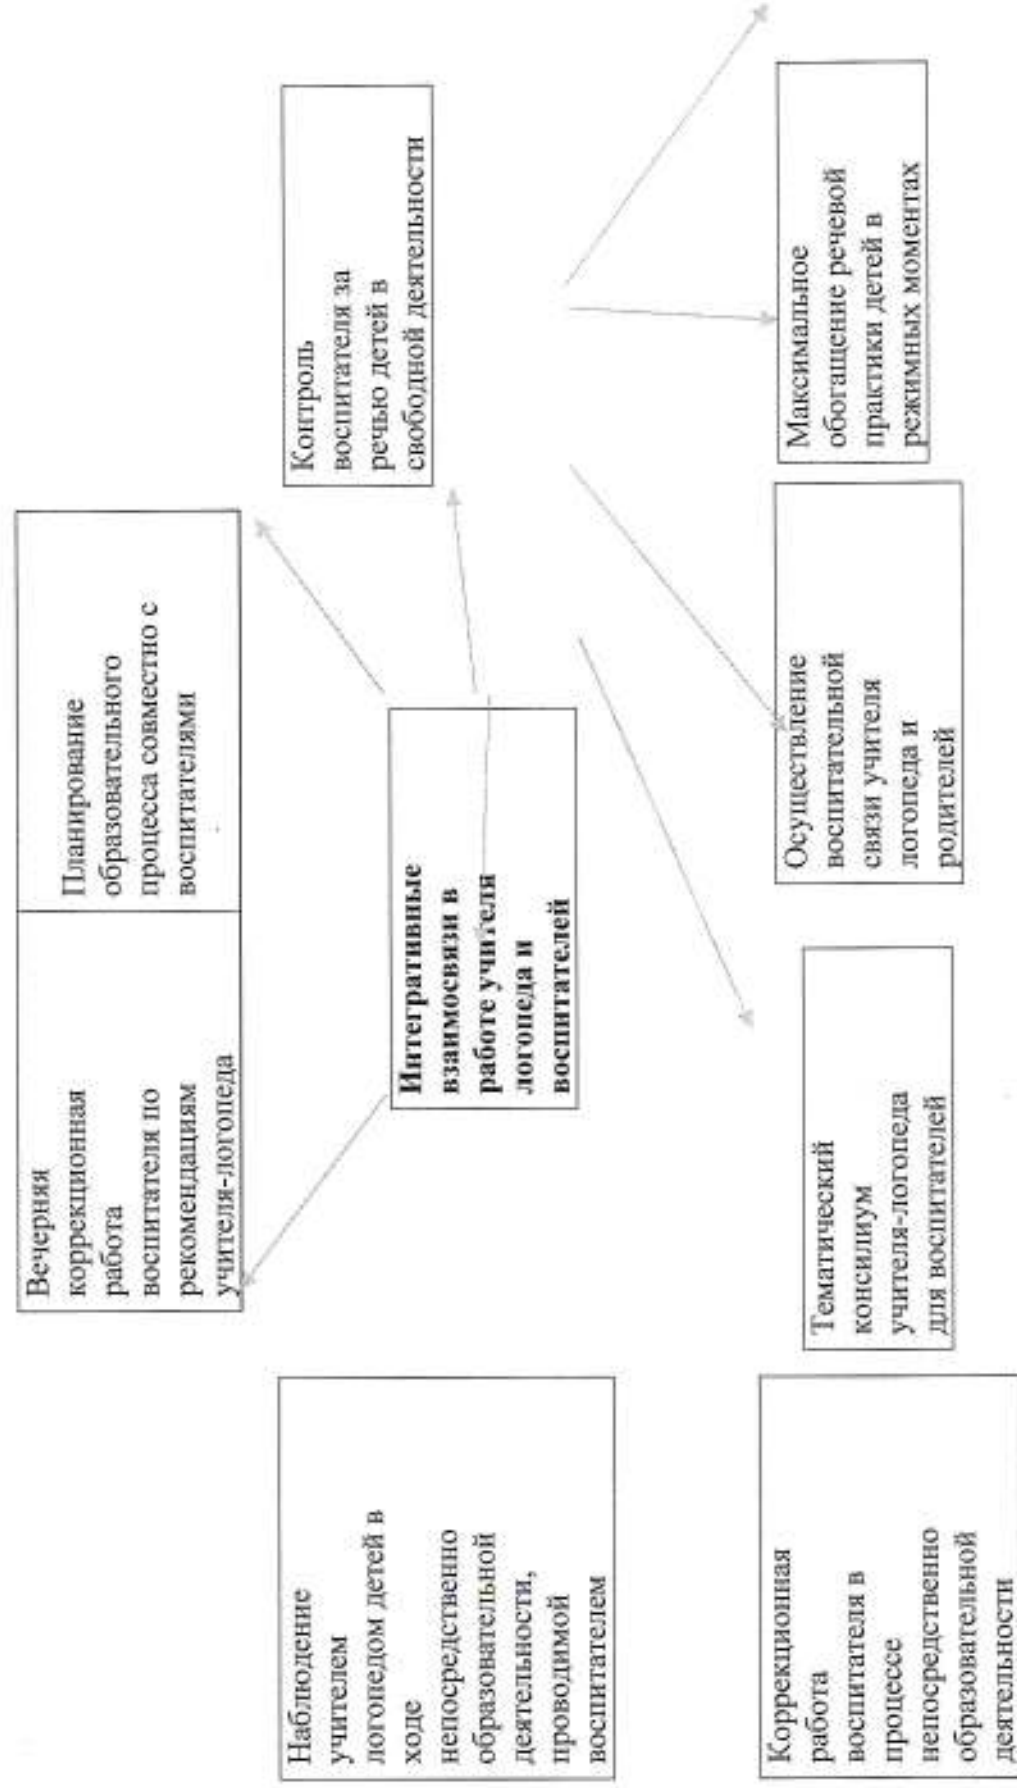 Вечерняя
коррекционная
работа
воспитателя по
рекомендациям
учителя-логопеда
Планирование
образовательного
процесса совместно с
воспитателями
Наблюдение
учителем
логопедом детей в
ходе
непосредственно
образовательной
деятельности,
проводимой
воспитателем
Интегративные
взаимосвязи в
работе учителя
логопеда и
воспитателей
Контроль
воспитателя за
речью детей в
свободной деятельности
Коррекционная
работа
воспитателя в
процессе
непосредственно
образовательной
деятельности
Тематический
консилиум
учителя-логопеда
для воспитателей
Осуществление
воспитательной
связи учителя
логопеда и
родителей
Максимальное
обогащение речевой
практики детей в
режимных моментах